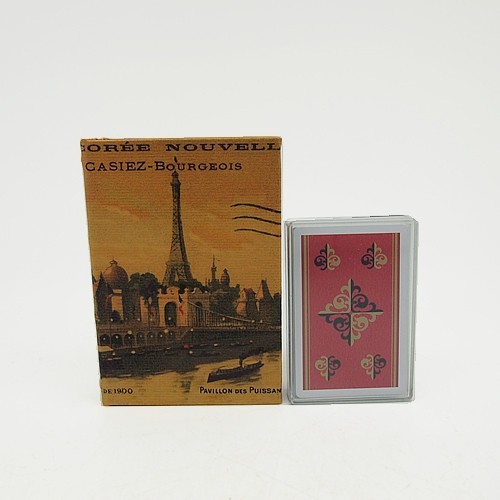 CORÉE NOUVELL
CASIEZ-BOURGEOIS
DE 1900
PAVILLON DES PUISSAN